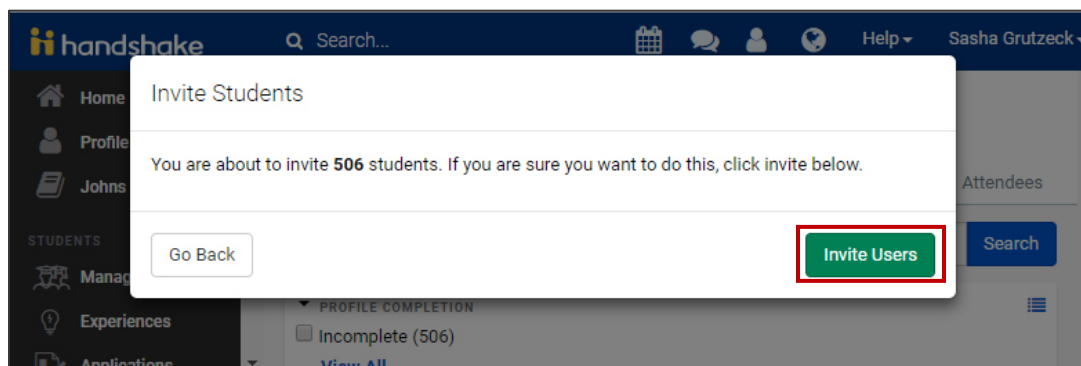 handshake
Search...
Help
Sasha Grutzeck
Home
Profile
Johns
STUDENTS
Experiences
Applications
Invite Students
You are about to invite 506 students. If you are sure you want to do this, click invite below.
Go Back
Invite Users
Attendees
Search
PROFILE COMPLETION
Incomplete (506)
View All